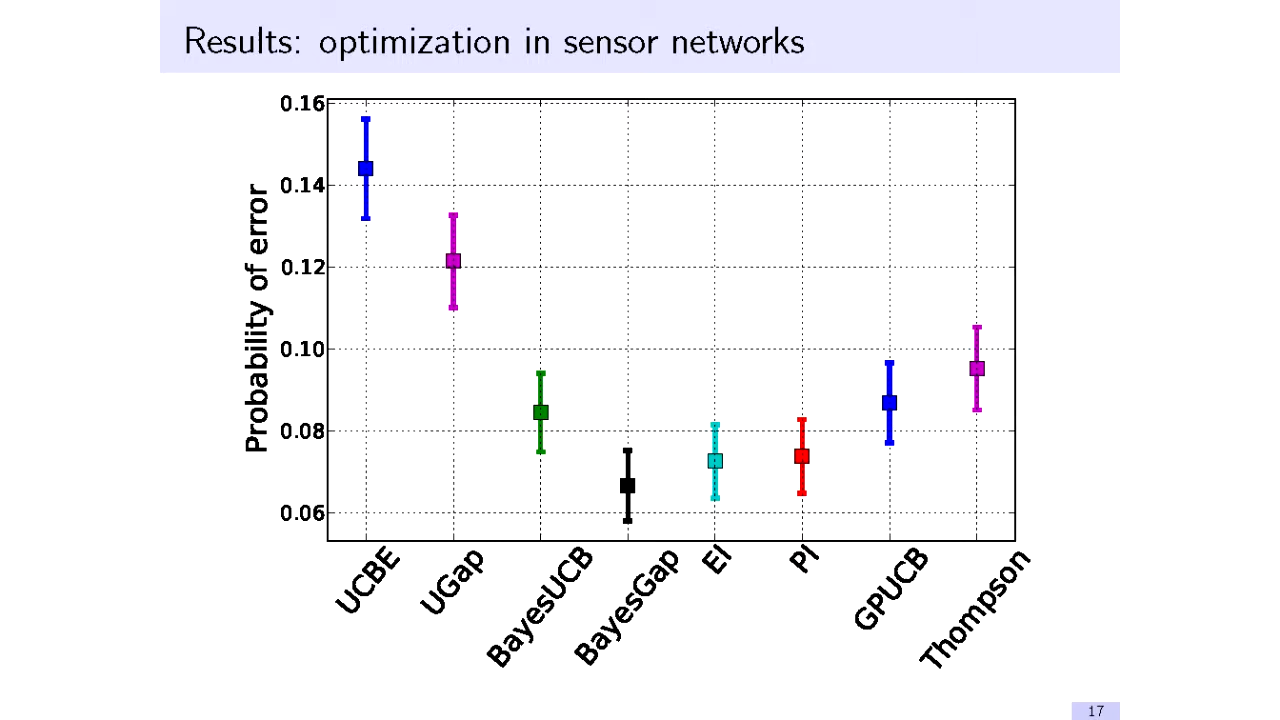 Results: optimization in sensor networks
Probability of error
0.16
0.14
0.12
0.10
0.08
0.06
UCBE
UGap
BayesUCB
BayesGap
EI
PI
GPUCB
Thompson
17